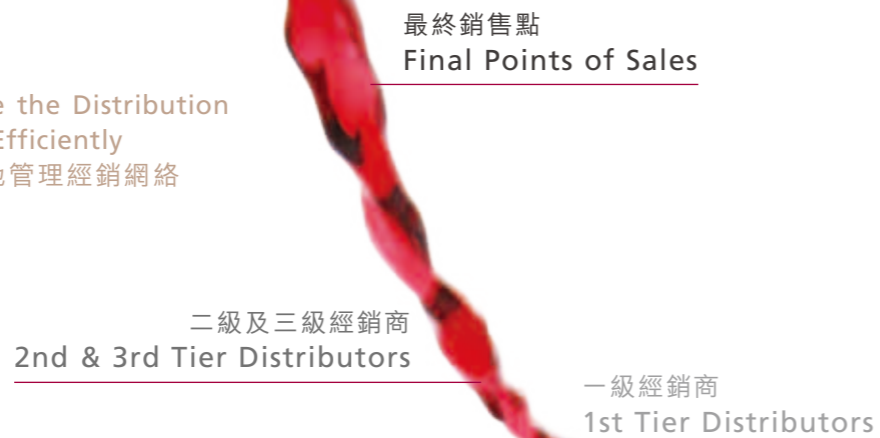 最終銷售點
Final Points of Sales
the Distribution
Efficiently
管理經銷網絡
二級及三級經銷商
2nd & 3rd Tier Distributors
一級經銷商
1st Tier Distributors